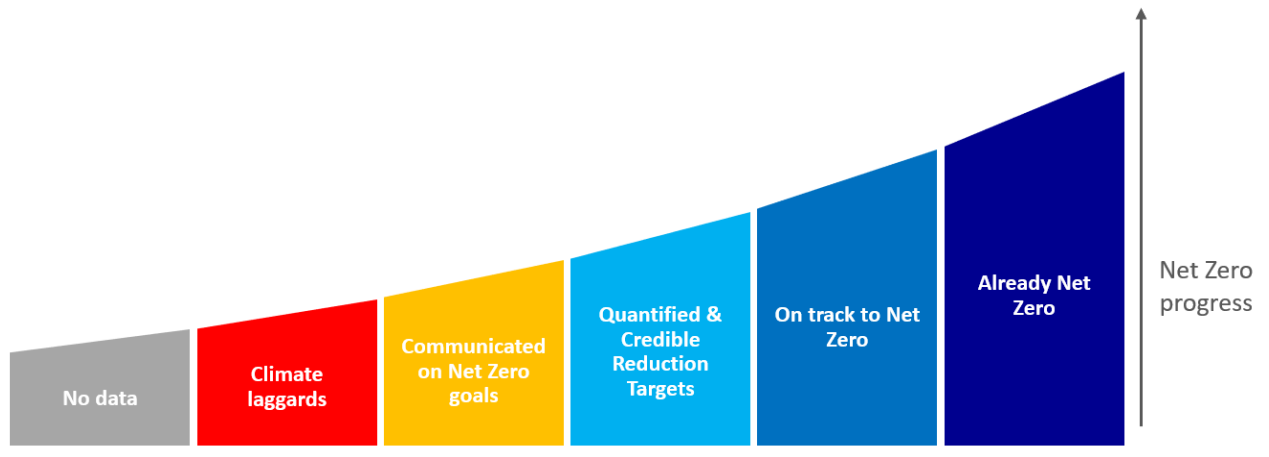 No data
Climate
laggards
Communicated
on Net Zero
goals
Quantified &
Credible
Reduction
Targets
On track to Net
Zero
Already Net
Zero
Net Zero
progress